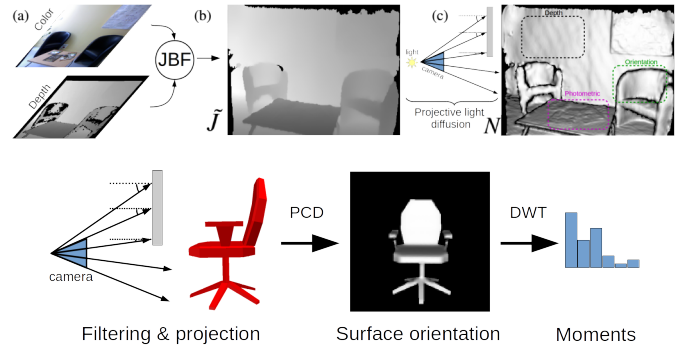 (a)
Color
Depth
JBF
(b)
J̃
(c)
light
camera
Projective light
diffusion
N
Depth
Orientation
Photometric
camera
PCD
DWT
Filtering & projection
Surface orientation
Moments